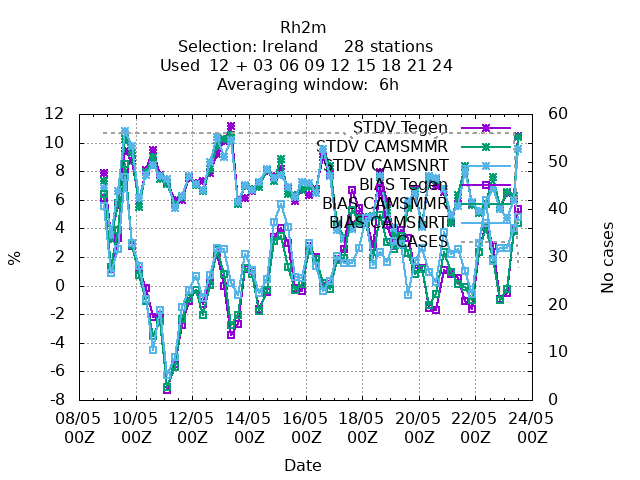 Rh2m
Selection: Ireland 28 stations
Used 12 + 03 06 09 12 15 18 21 24
Averaging window: 6h
12
10
8
6
4
2
0
-2
-4
-6
-8
%
60
50
40
30
20
10
0
No cases
STDV Tegen
STDV CAMSMMR
STDV CAMSNRT
BIAS Tegen
BIAS CAMSMMR
BIAS CAMSNRT
CASES
08/05 10/05 12/05 14/05 16/05 18/05 20/05 22/05 24/05
00Z 00Z 00Z 00Z 00Z 00Z 00Z 00Z 00Z
Date